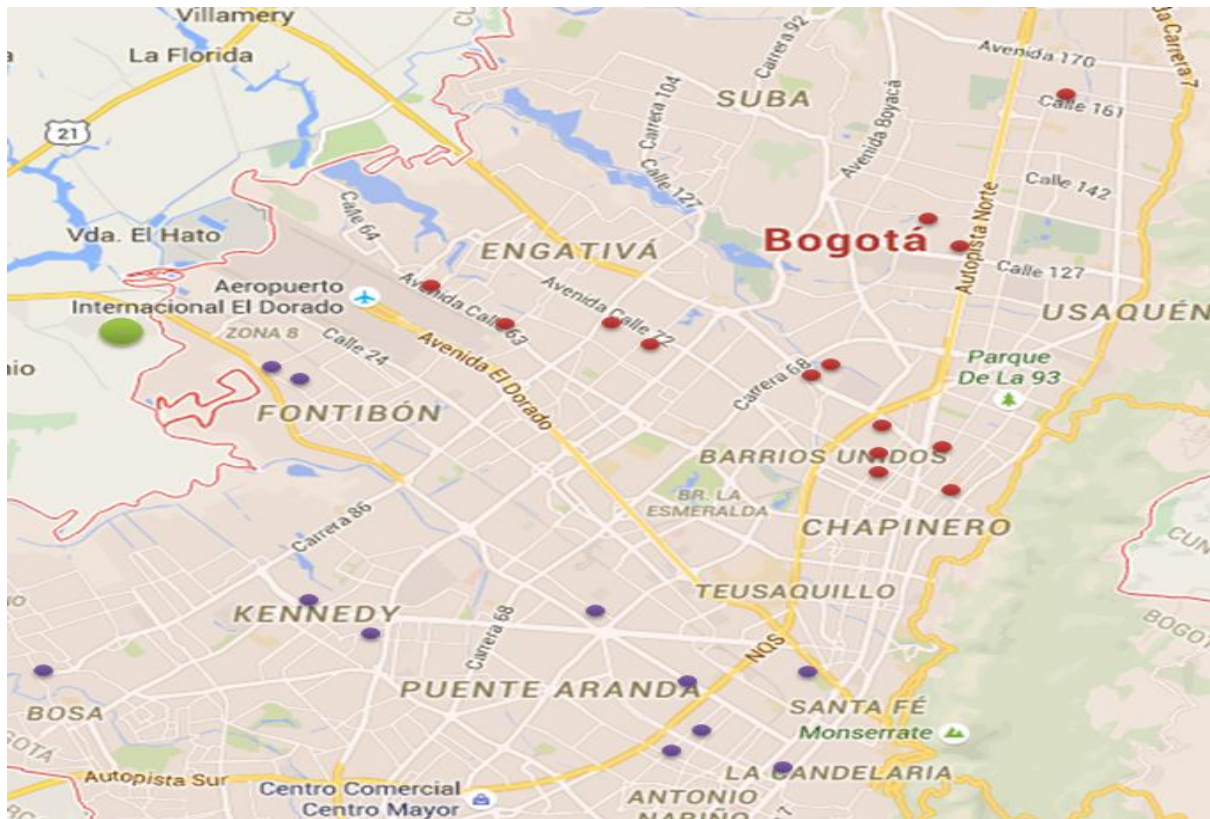 Villamery
La Florida
21
Vda. El Hato
Aeropuerto
Internacional El Dorado
ZONA 8
Calle 64
Avenida Calle 63
Calle 24
Avenida El Dorado
ENGATIVÁ
Avenida Calle 72
SUBA
Carrera 104
Carrera 92
Calle 127
Avenida Boyacá
Avenida 170
Carrera 7
Calle 161
Calle 142
Bogotá
Autopista Norte
Calle 127
USAQUÉN
Parque
De La 93
Carrera 68
FONTIBÓN
BARRIOS UNIDOS
BR. LA
ESMERALDA
CHAPINERO
Carrera 86
TEUSAQUILLO
KENNEDY
Carrera 68
NQS
PUENTE ARANDA
BOSA
SANTA FÉ
Monserrate
LA CANDELARIA
Autopista Sur
Centro Comercial
Centro Mayor
ANTONIO
NARIÑO